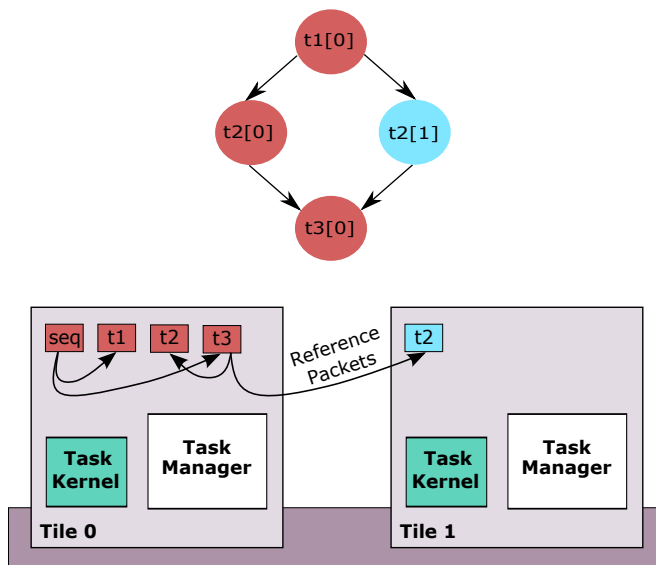 t1[0]
t2[0]
t2[1]
t3[0]
seq
t1
t2
t3
Reference
Packets
t2
Task
Kernel
Task
Manager
Task
Kernel
Task
Manager
Tile 0
Tile 1